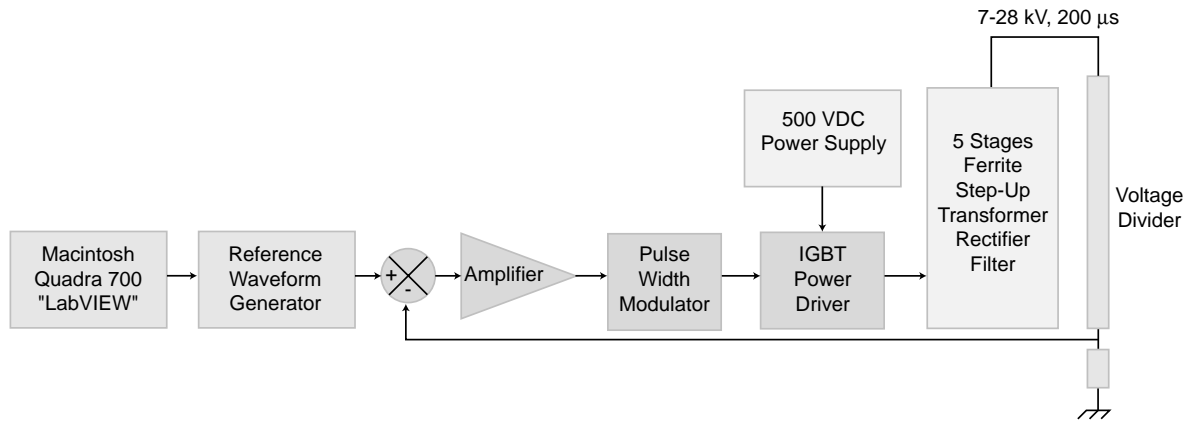 7-28 kV, 200 µs
500 VDC
Power Supply
5 Stages
Ferrite
Step-Up
Transformer
Rectifier
Filter
Voltage
Divider
Macintosh
Quadra 700
"LabVIEW"
Reference
Waveform
Generator
+
-
Amplifier
Pulse
Width
Modulator
IGBT
Power
Driver